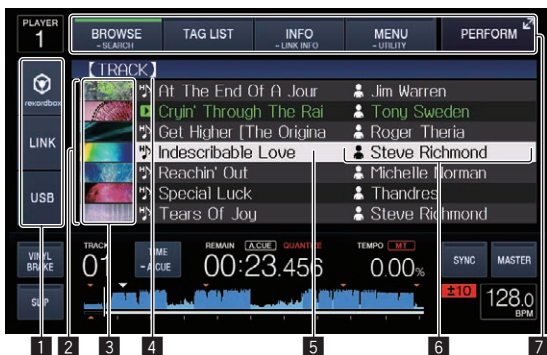 PLAYER
1
BROWSE
- SEARCH
TAG LIST
INFO
- LINK INFO
MENU
- UTILITY
PERFORM
rekordbox
LINK
USB
【TRACK】
At The End Of A Jour Jim Warren
Cryin' Through The Rai Tony Sweden
Get Higher [The Origina Roger Theria
Indescribable Love Steve Richmond
Reachin' Out Michelle Norman
Special Luck Thandres
Tears Of Joy Steve Richmond
VINYL
BRAKE
SLIP
TRACK
01
TIME
- A.CUE
REMAIN A.CUE QUANTIZE
00:23.456
TEMPO MT
0.00%
SYNC
MASTER
±10
128.0
BPM
1 2 3 4 5 6 7